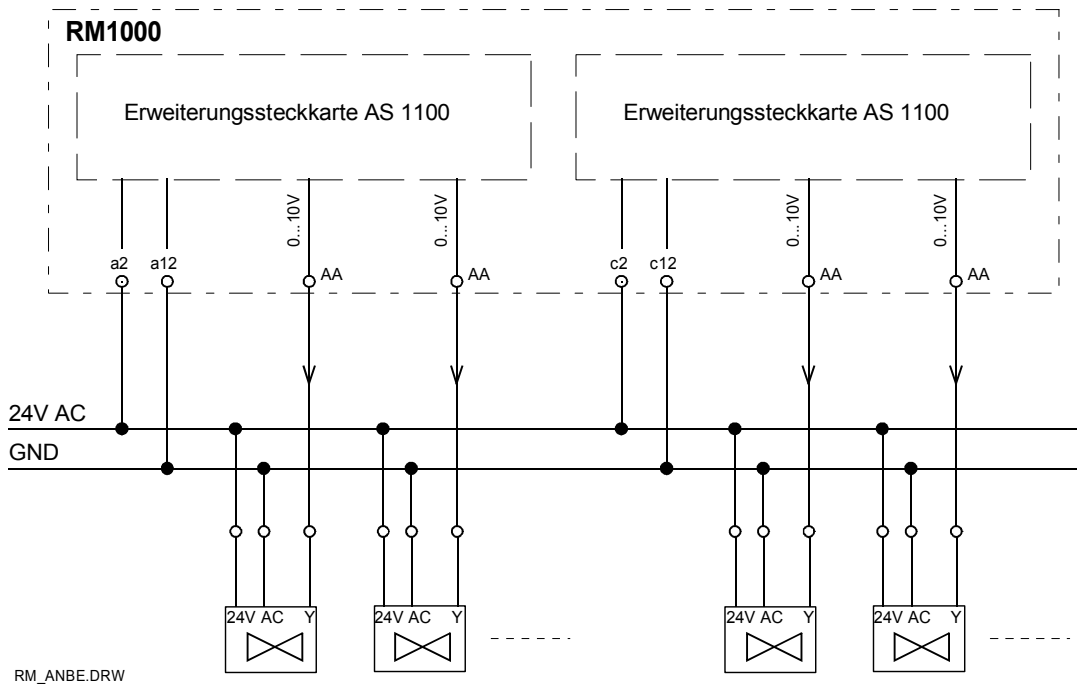 RM1000
Erweiterungssteckkarte AS 1100 Erweiterungssteckkarte AS 1100
0...10V 0...10V 0...10V 0...10V
a2 a12 AA AA c2 c12 AA AA
24V AC
GND
24V AC Y 24V AC Y 24V AC Y 24V AC Y
RM_ANBE.DRW